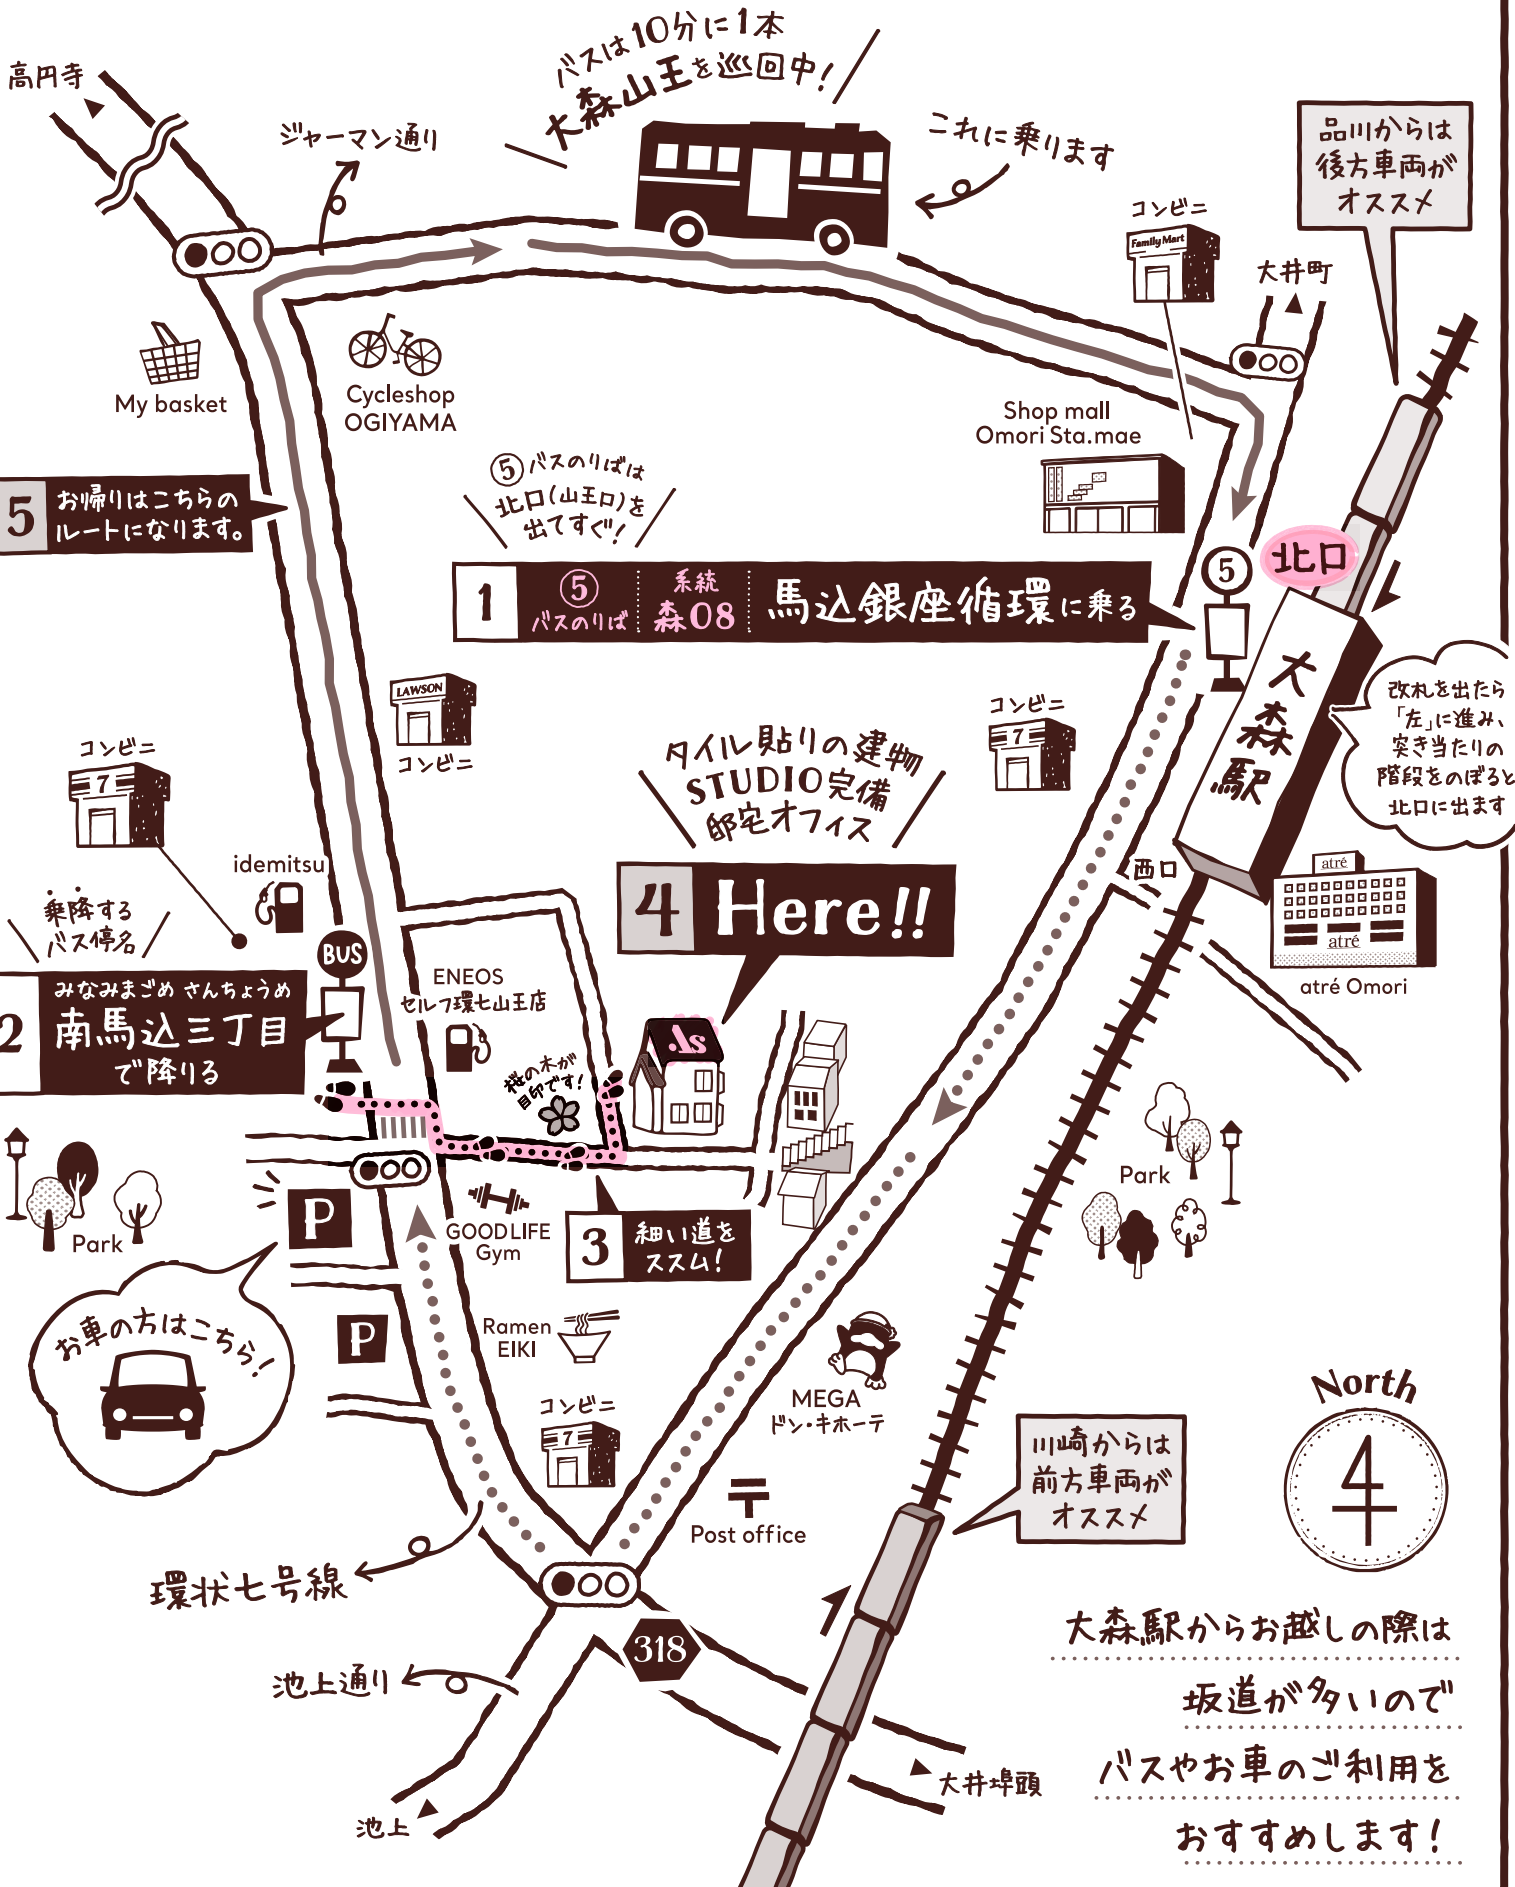 バスは10分に1本
大森山王を巡回中!
高円寺
ジャーマン通り
これに乗ります
品川からは
後方車両が
オススメ
コンビニ
Family Mart
大井町
My basket
Cycleshop
OGIYAMA
Shop mall
Omori Sta.mae
5
お帰りはこちらの
ルートになります。
⑤バスのりばは
北口(山王口)を
出てすぐ!
1
⑤
バスのりば
系統
森08
馬込銀座循環に乗る
5
北口
大森駅
改札を出たら
「左」に進み、
突き当たりの
階段をのぼると
北口に出ます
LAWSON
コンビニ
コンビニ
7
コンビニ
7
タイル貼りの建物
STUDIO完備
邸宅オフィス
4
Here!!
西口
atré
atré
atré Omori
idemitsu
乗降する
バス停名
BUS
2
みなみまごめ さんちょうめ
南馬込三丁目
で降りる
ENEOS
セルフ環七山王店
桜の木が
目印です!
Park
P
GOODLIFE
Gym
3
細い道を
ススム!
Park
お車の方はこちら!
P
Ramen
EIKI
コンビニ
7
MEGA
ドン・キホーテ
Post office
川崎からは
前方車両が
オススメ
North
環状七号線
318
池上通り
池上
大井埠頭
大森駅からお越しの際は
坂道が多いので
バスやお車のご利用を
おすすめします!